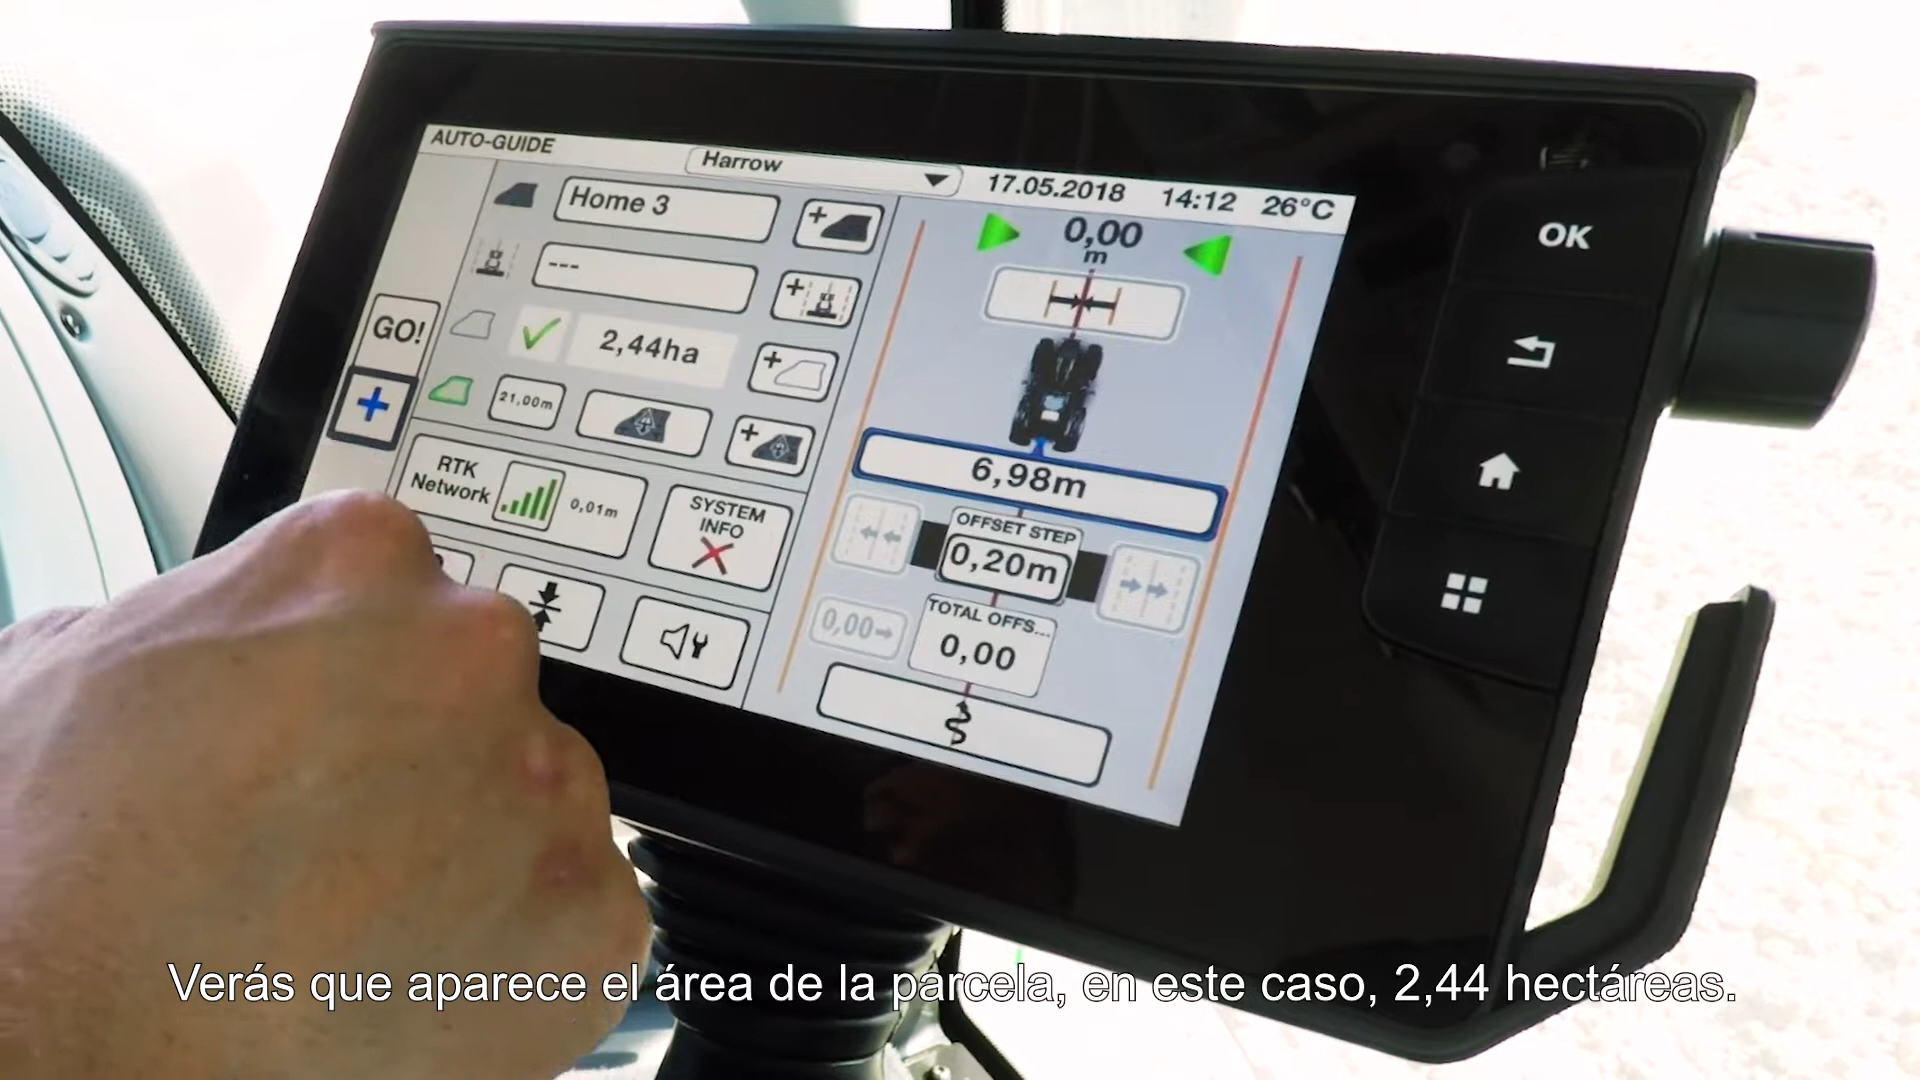 AUTO-GUIDE
Harrow
17.05.2018 14:12 26°C
Home 3
---
GO!
2,44ha
21,00m
RTK
Network
0,01m
SYSTEM
INFO
0,00
m
6,98m
OFFSET STEP
0,20m
0,00
TOTAL OFFS...
0,00
OK
Verás que aparece el área de la parcela, en este caso, 2,44 hectáreas.